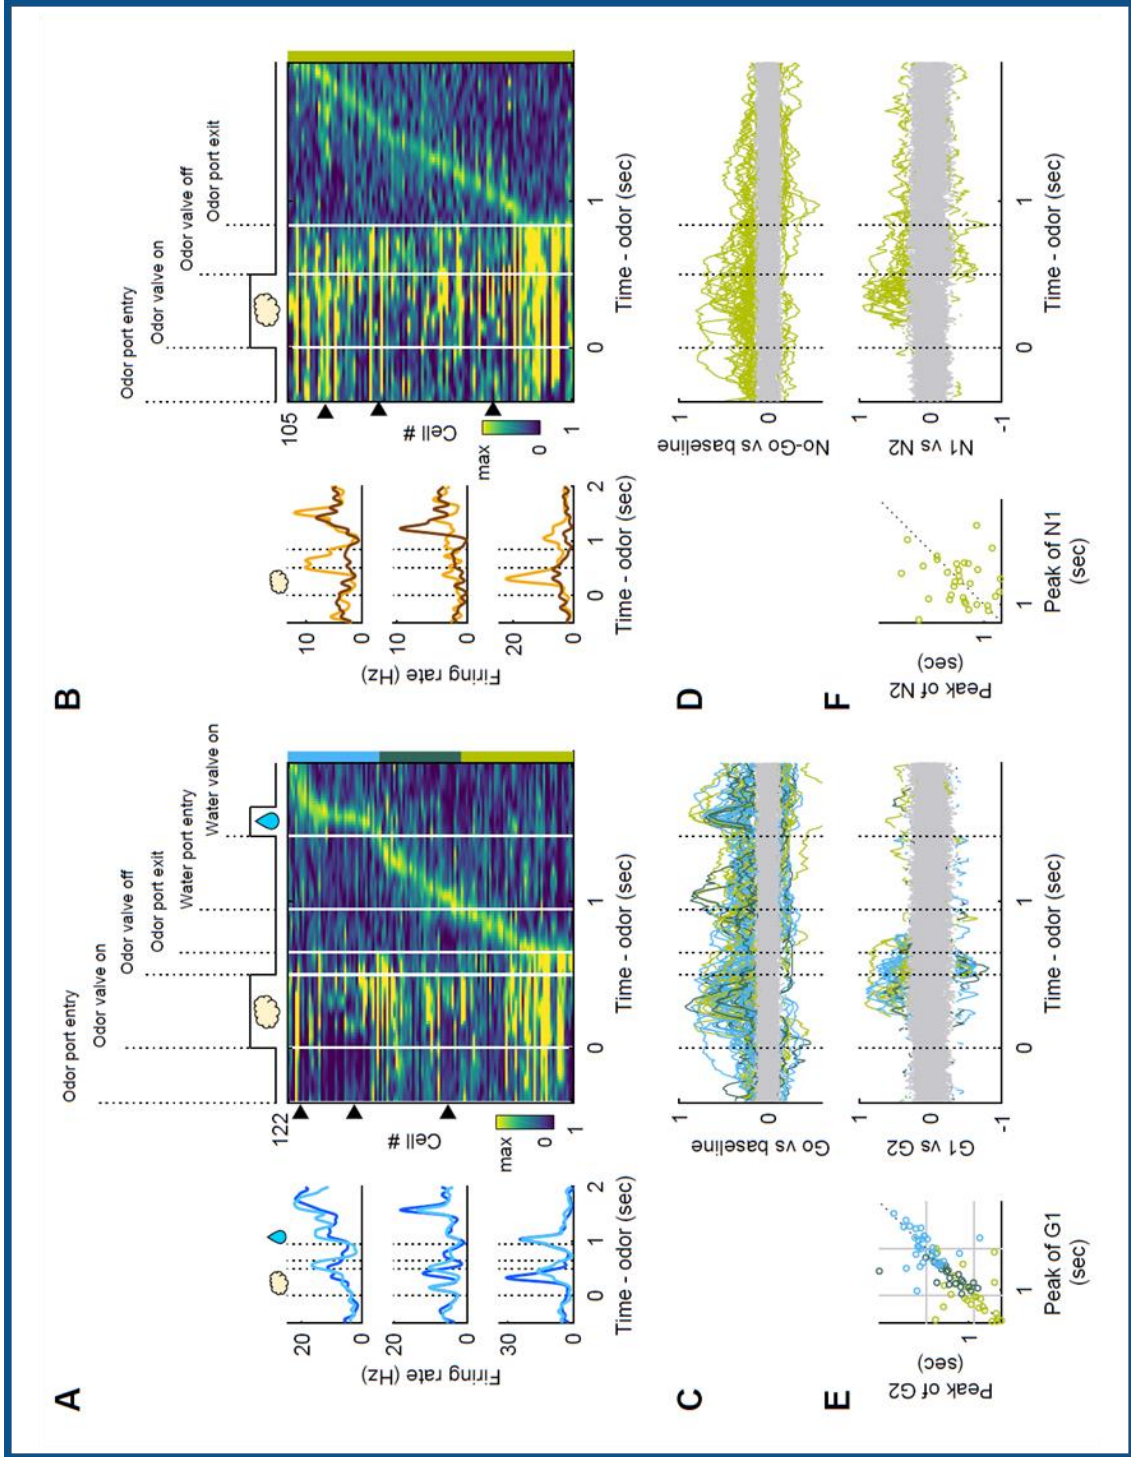 A
Odor port entry
Odor valve on
Odor valve off
Odor port exit
Water port entry
Water valve on
20
0
20
0
30
0
Firing rate (Hz)
0
1
2
Time - odor (sec)
122
Cell #
1
max
0
0
1
Time - odor (sec)
B
Odor port entry
Odor valve on
Odor valve off
Odor port exit
10
0
10
0
20
0
Firing rate (Hz)
0
1
2
Time - odor (sec)
105
Cell #
1
max
0
0
1
Time - odor (sec)
C
1
0
Go vs baseline
D
1
0
No-Go vs baseline
E
Peak of G2
(sec)
1
1
Peak of G1
(sec)
1
0
-1
G1 vs G2
0
1
Time - odor (sec)
F
Peak of N2
(sec)
1
1
Peak of N1
(sec)
1
0
-1
N1 vs N2
0
1
Time - odor (sec)